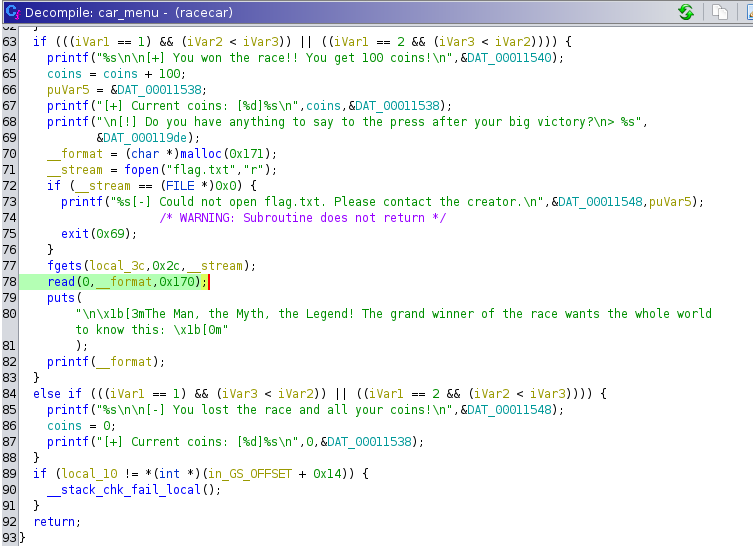 Decompile: car_menu - (racecar)
63 if (((iVar1 == 1) && (iVar2 < iVar3)) || ((iVar1 == 2 && (iVar3 < iVar2)))) {
64 printf("%s\n\n[+] You won the race!! You get 100 coins!\n",&DAT_00011540);
65 coins = coins + 100;
66 puVar5 = &DAT_00011538;
67 printf("[+] Current coins: [%d]%s\n",coins,&DAT_00011538);
68 printf("\n[!] Do you have anything to say to the press after your big victory?\n> %s",
69 &DAT_000119de);
70 __format = (char *)malloc(0x171);
71 __stream = fopen("flag.txt","r");
72 if (__stream == (FILE *)0x0) {
73 printf("%s[-] Could not open flag.txt. Please contact the creator.\n",&DAT_00011548,puVar5);
74 /* WARNING: Subroutine does not return */
75 exit(0x69);
76 }
77 fgets(local_3c,0x2c,__stream);
78 read(0,__format,0x170);
79 puts(
80 "\n\x1b[3mThe Man, the Myth, the Legend! The grand winner of the race wants the whole world
to know this: \x1b[0m"
81 );
82 printf(__format);
83 }
84 else if (((iVar1 == 1) && (iVar3 < iVar2)) || ((iVar1 == 2 && (iVar2 < iVar3)))) {
85 printf("%s\n\n[-] You lost the race and all your coins!\n",&DAT_00011548);
86 coins = 0;
87 printf("[+] Current coins: [%d]%s\n",0,&DAT_00011538);
88 }
89 if (local_10 != *(int *)(in_GS_OFFSET + 0x14)) {
90 __stack_chk_fail_local();
91 }
92 return;
93 }